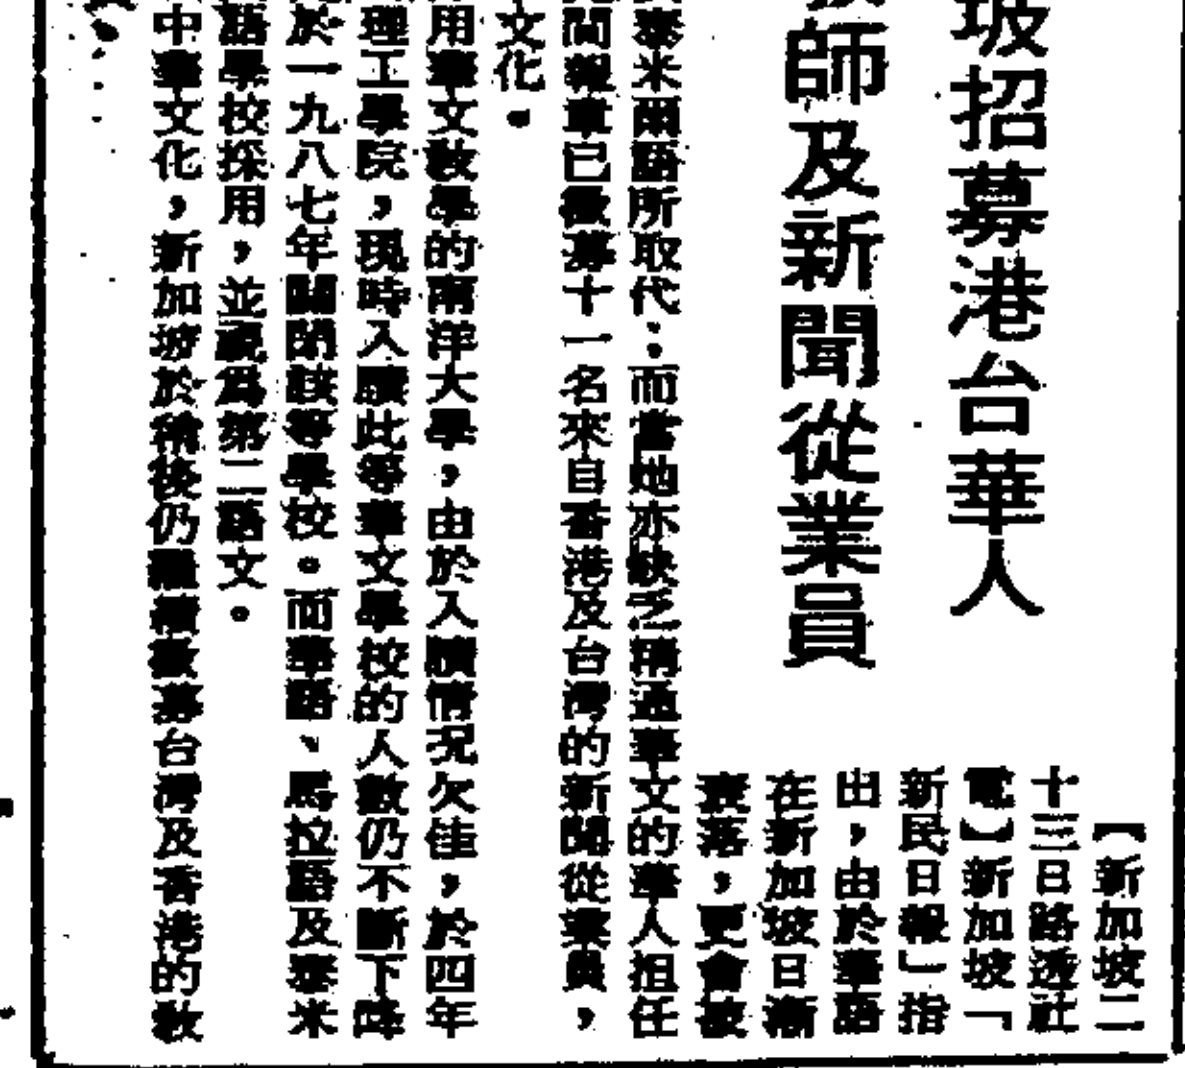 坡招募港台華人
師及新聞從業員
【新加坡二
十三日路透社
電】新加坡「
新民日報」指
出,由於華語
在新加坡日漸
衰落,更會被
泰米爾語所取代;而當地亦缺乏精通華文的華人担任
間報章已徵募十一名來自香港及台灣的新聞從業員,
文化。
用華文教學的南洋大學,由於入讀情況欠佳,於四年
理工學院,現時入讀此等華文學校的人數仍不斷下降
於一九八七年關閉該等學校。而華語、馬拉語及泰米
語學校採用,並視爲第二語文。
中華文化,新加坡於稍後仍繼續徵募台灣及香港的教